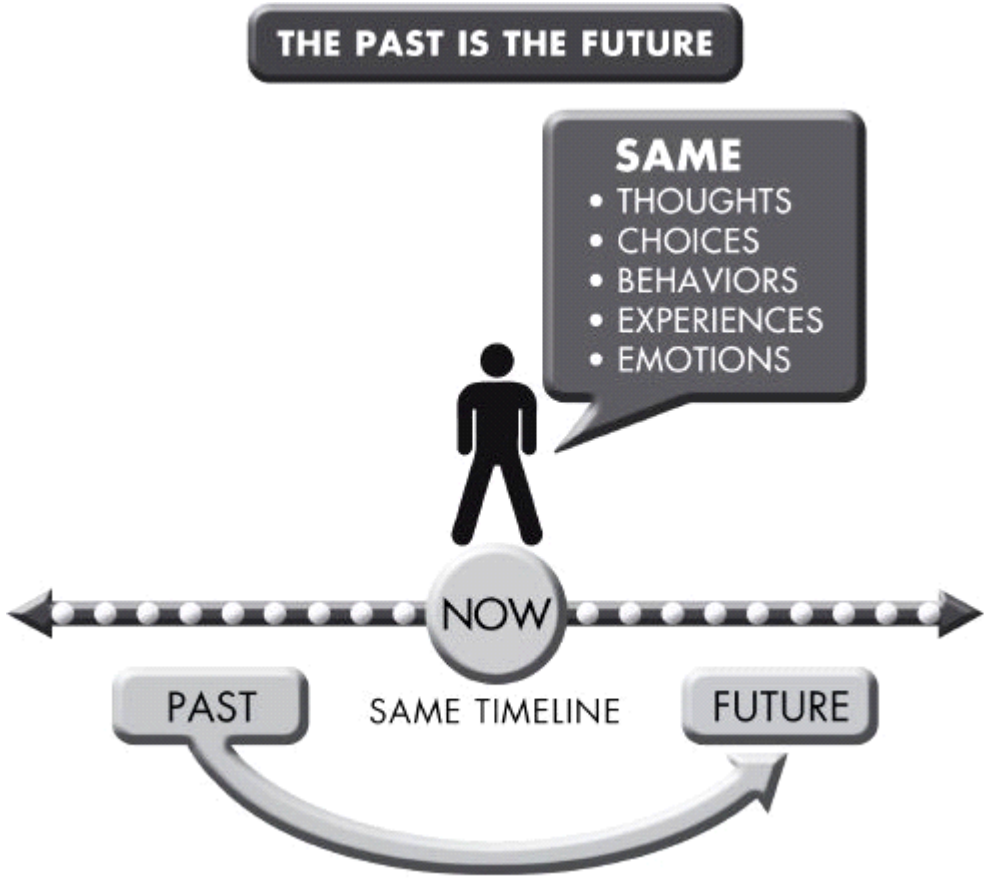 THE PAST IS THE FUTURE
SAME
• THOUGHTS
• CHOICES
• BEHAVIORS
• EXPERIENCES
• EMOTIONS
NOW
PAST
SAME TIMELINE
FUTURE